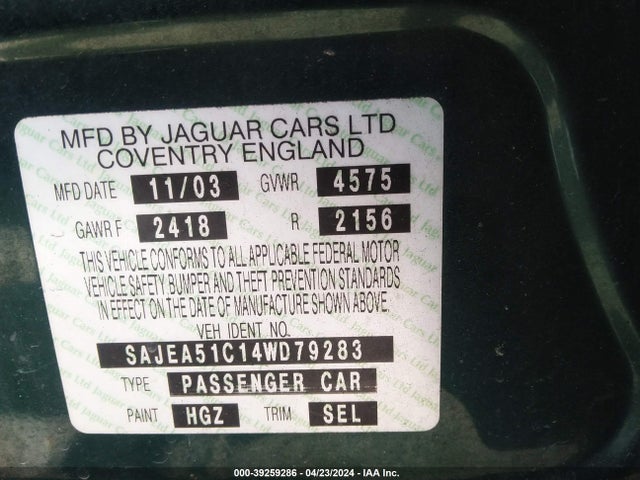 MFD BY JAGUAR CARS LTD
COVENTRY ENGLAND
MFD DATE 11/03 GVWR 4575
GAWR F 2418 R 2156
THIS VEHICLE CONFORMS TO ALL APPLICABLE FEDERAL MOTOR
VEHICLE SAFETY BUMPER AND THEFT PREVENTION STANDARDS
IN EFFECT ON THE DATE OF MANUFACTURE SHOWN ABOVE.
VEH IDENT NO.
SAJEA51C14WD79283
TYPE PASSENGER CAR
PAINT HGZ TRIM SEL
000-39259286 - 04/23/2024 - IAA Inc.